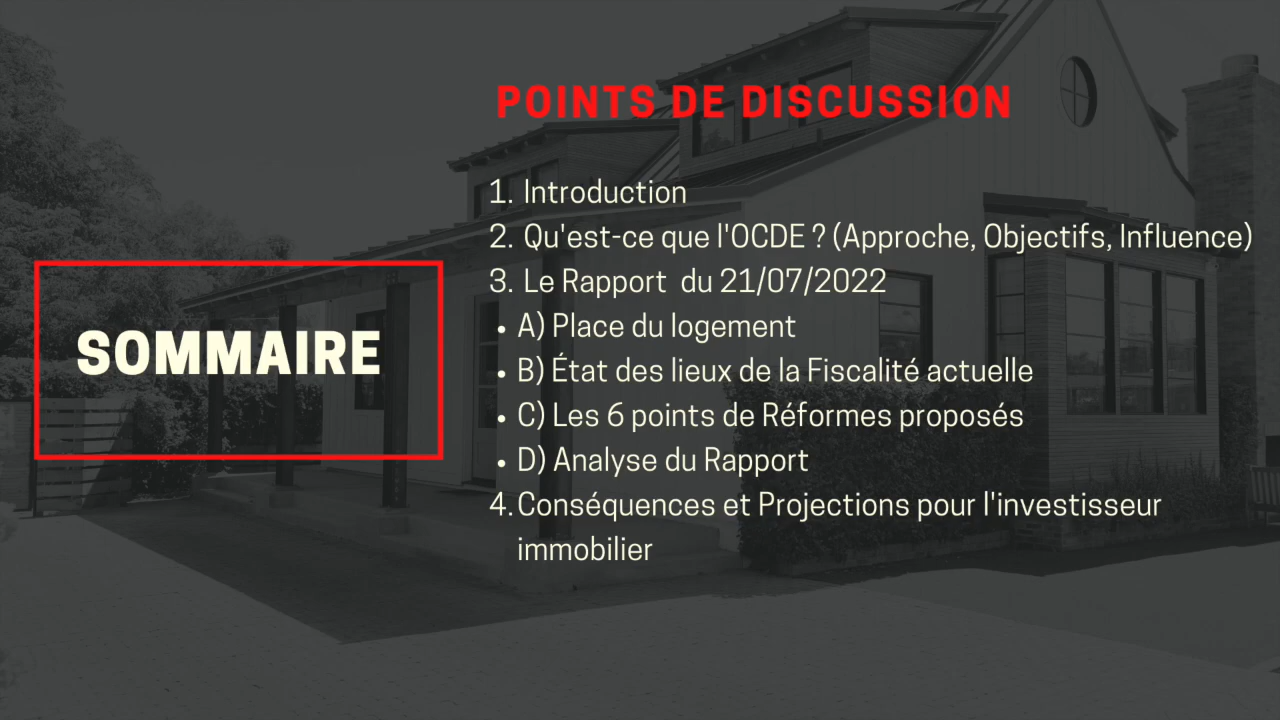 POINTS DE DISCUSSION
1. Introduction
2. Qu'est-ce que l'OCDE ? (Approche, Objectifs, Influence)
3. Le Rapport du 21/07/2022
• A) Place du logement
• B) État des lieux de la Fiscalité actuelle
• C) Les 6 points de Réformes proposés
• D) Analyse du Rapport
4. Conséquences et Projections pour l'investisseur
immobilier
SOMMAIRE